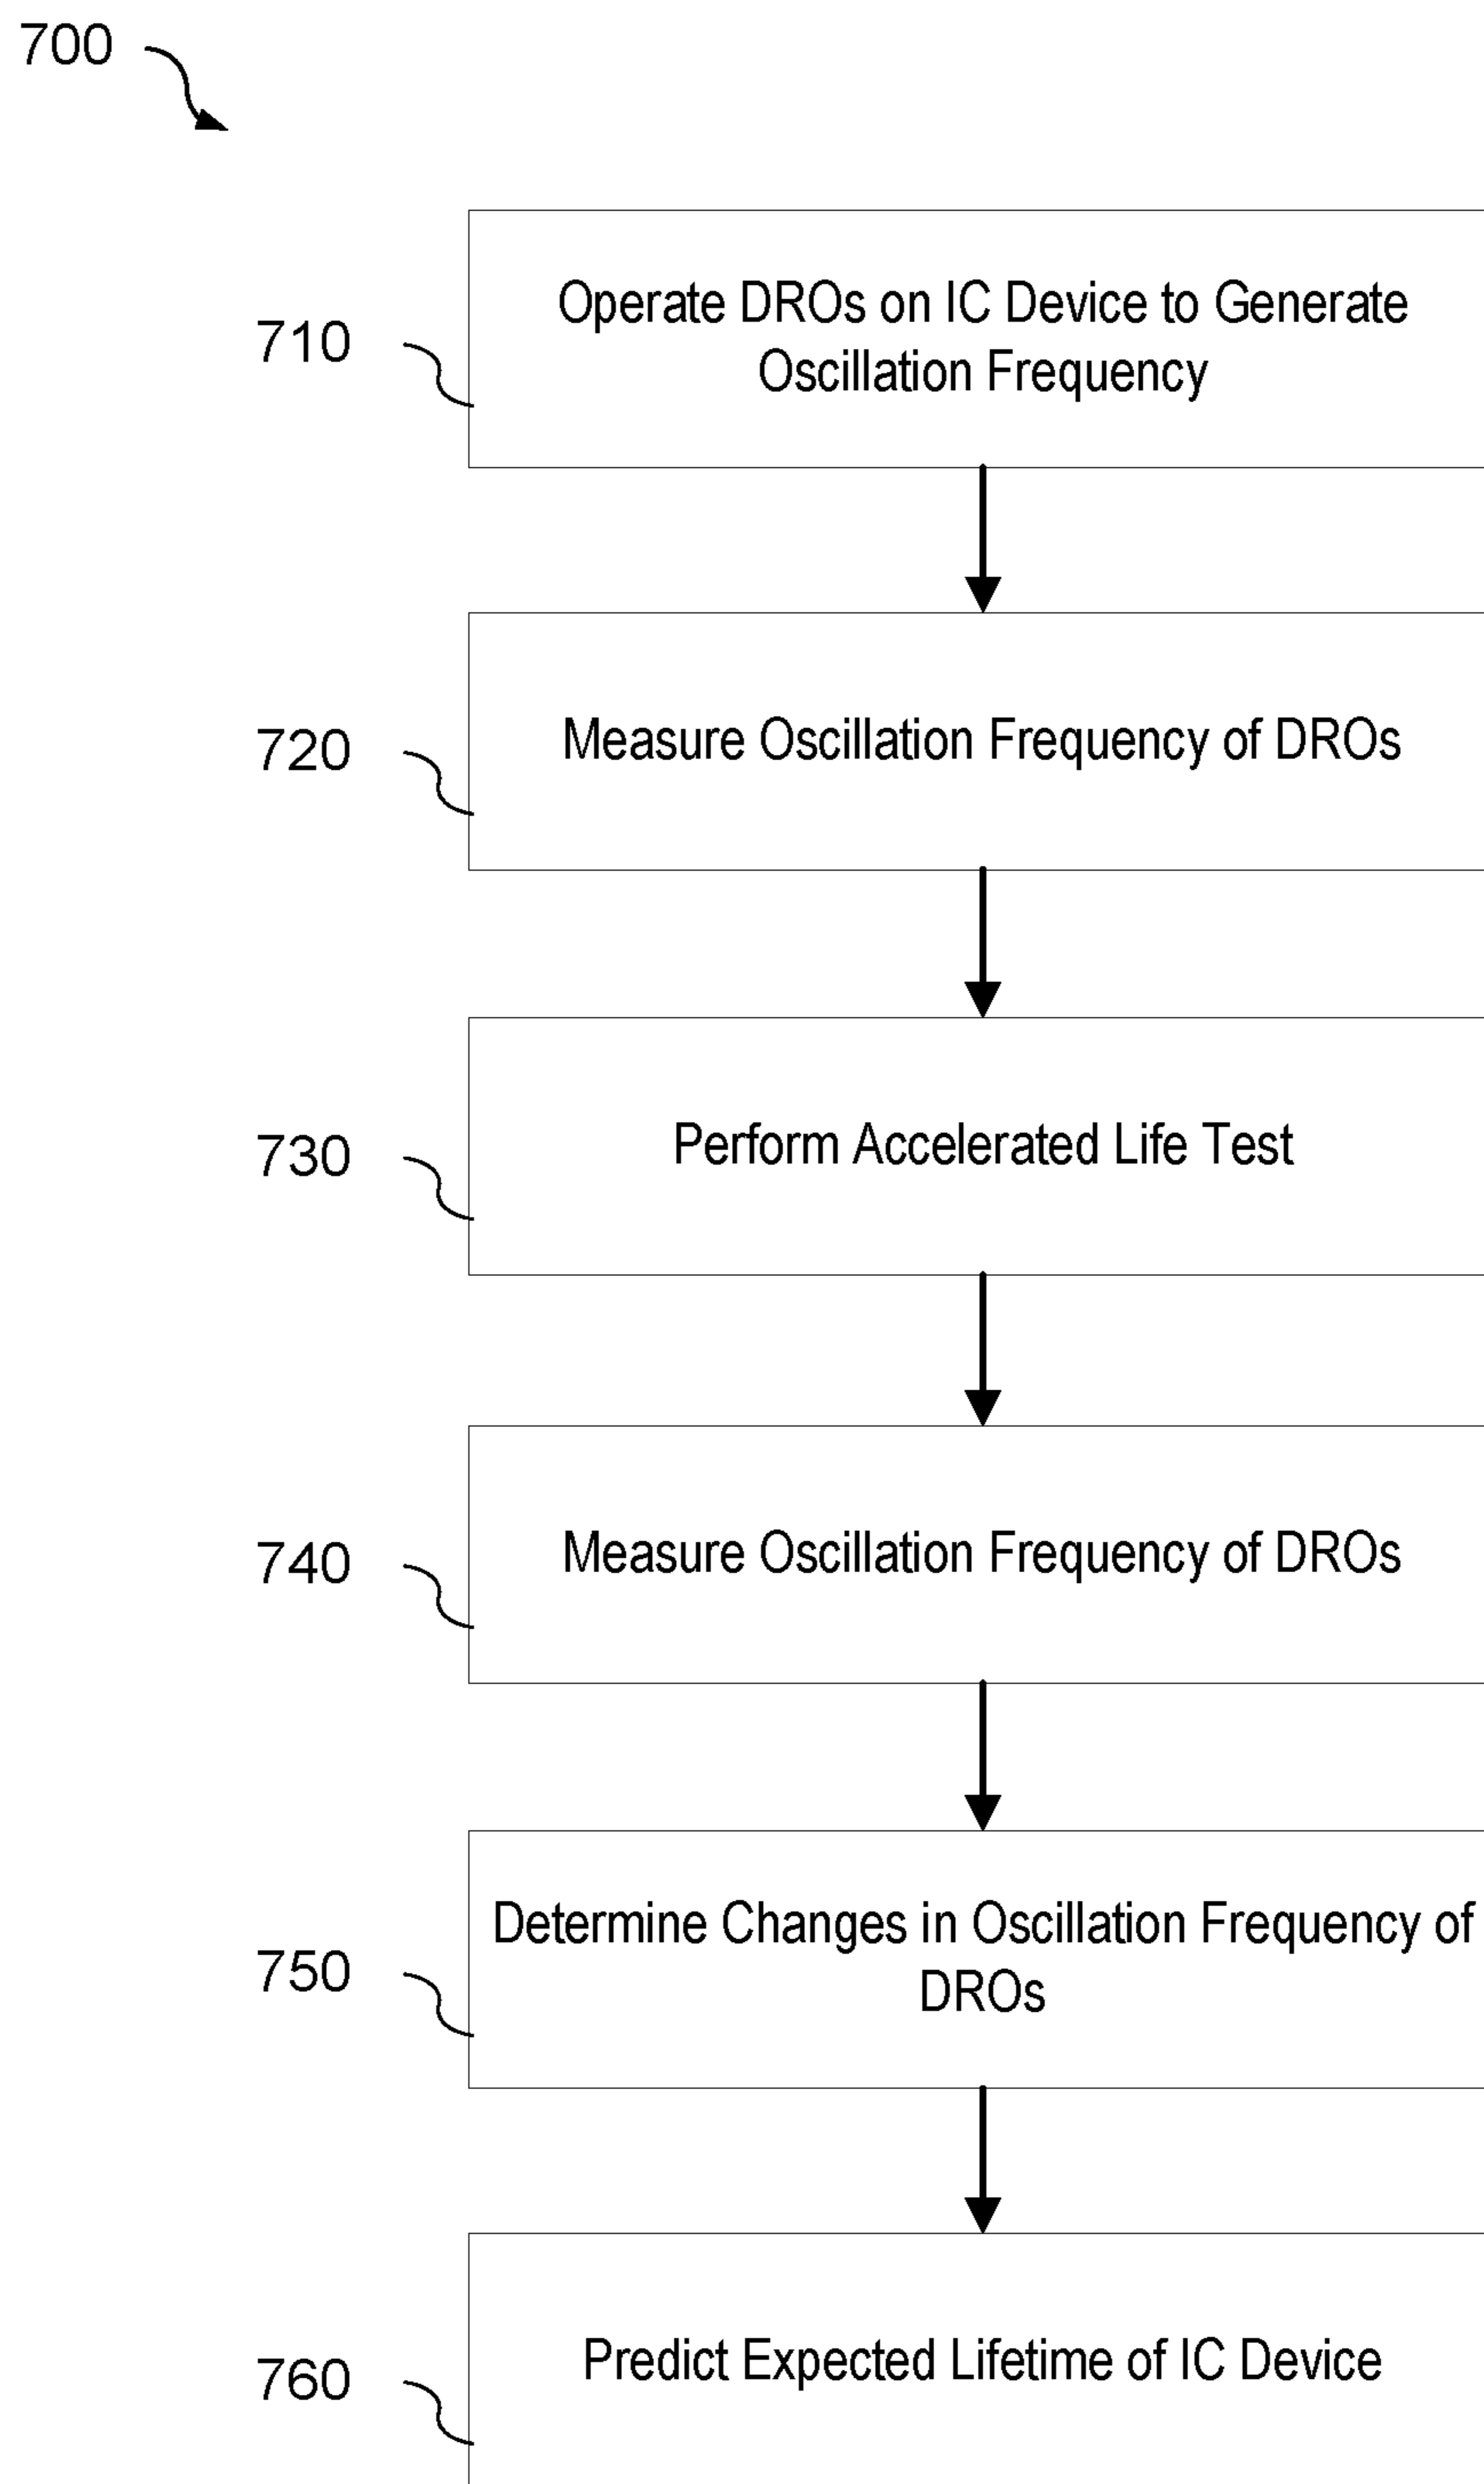 700
710
Operate DROs on IC Device to Generate
Oscillation Frequency
720
Measure Oscillation Frequency of DROs
730
Perform Accelerated Life Test
740
Measure Oscillation Frequency of DROs
750
Determine Changes in Oscillation Frequency of
DROs
760
Predict Expected Lifetime of IC Device